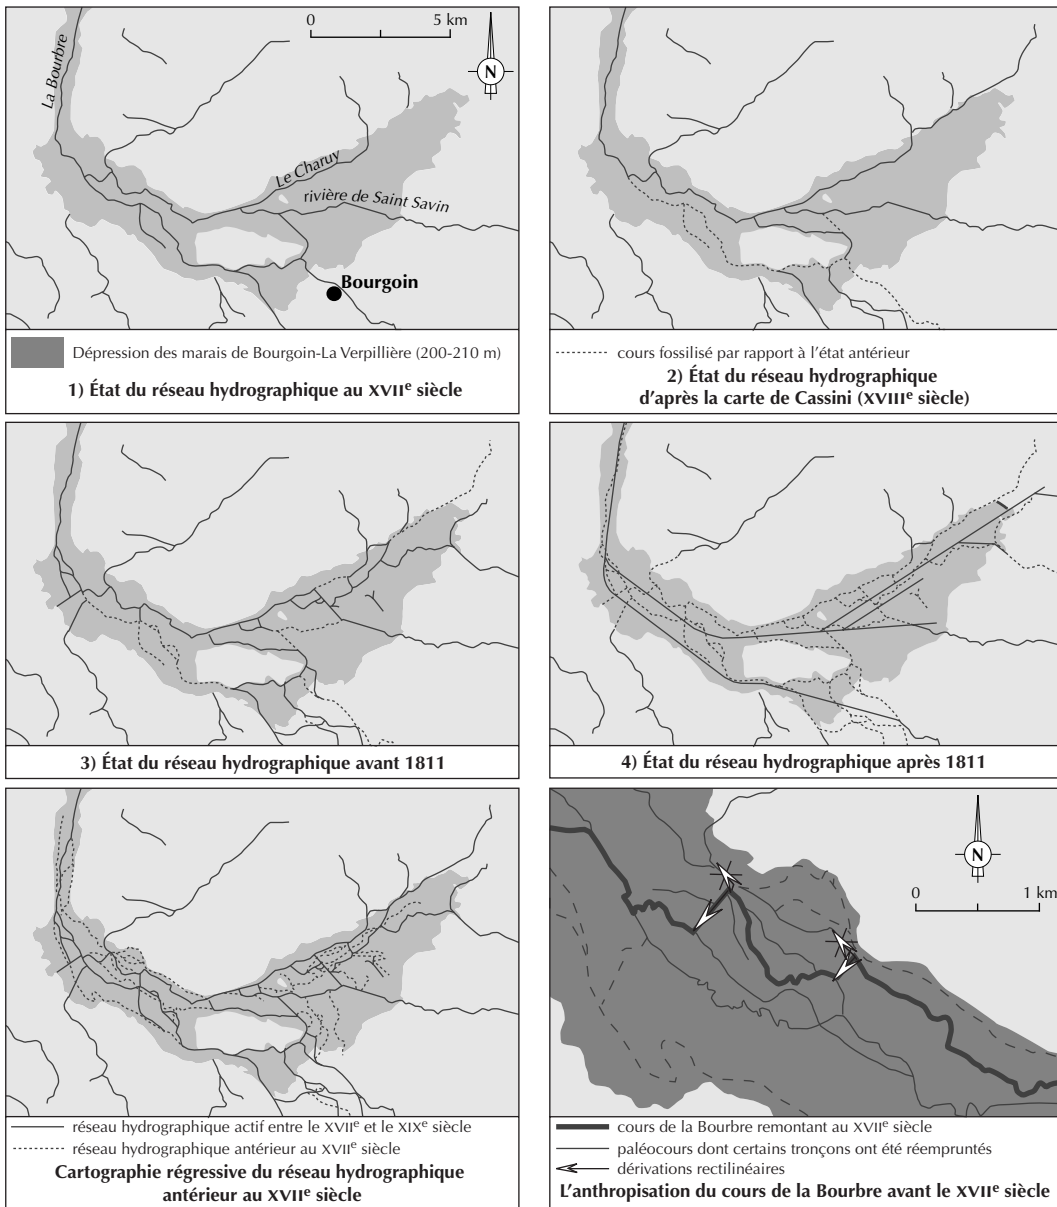 0 5 km
N
La Bourbre
Le Charuy
rivière de Saint Savin
Bourgoin
Dépression des marais de Bourgoin-La Verpillière (200-210 m)
1) État du réseau hydrographique au XVIIe siècle
N
cours fossilisé par rapport à l'état antérieur
2) État du réseau hydrographique
d'après la carte de Cassini (XVIIIe siècle)
3) État du réseau hydrographique avant 1811
4) État du réseau hydrographique après 1811
réseau hydrographique actif entre le XVIIe et le XIXe siècle
réseau hydrographique antérieur au XVIIe siècle
Cartographie régressive du réseau hydrographique
antérieur au XVIIe siècle
N
0 1 km
cours de la Bourbre remontant au XVIIe siècle
paléocours dont certains tronçons ont été réempruntés
dérivations rectilinéaires
L'anthropisation du cours de la Bourbre avant le XVIIe siècle